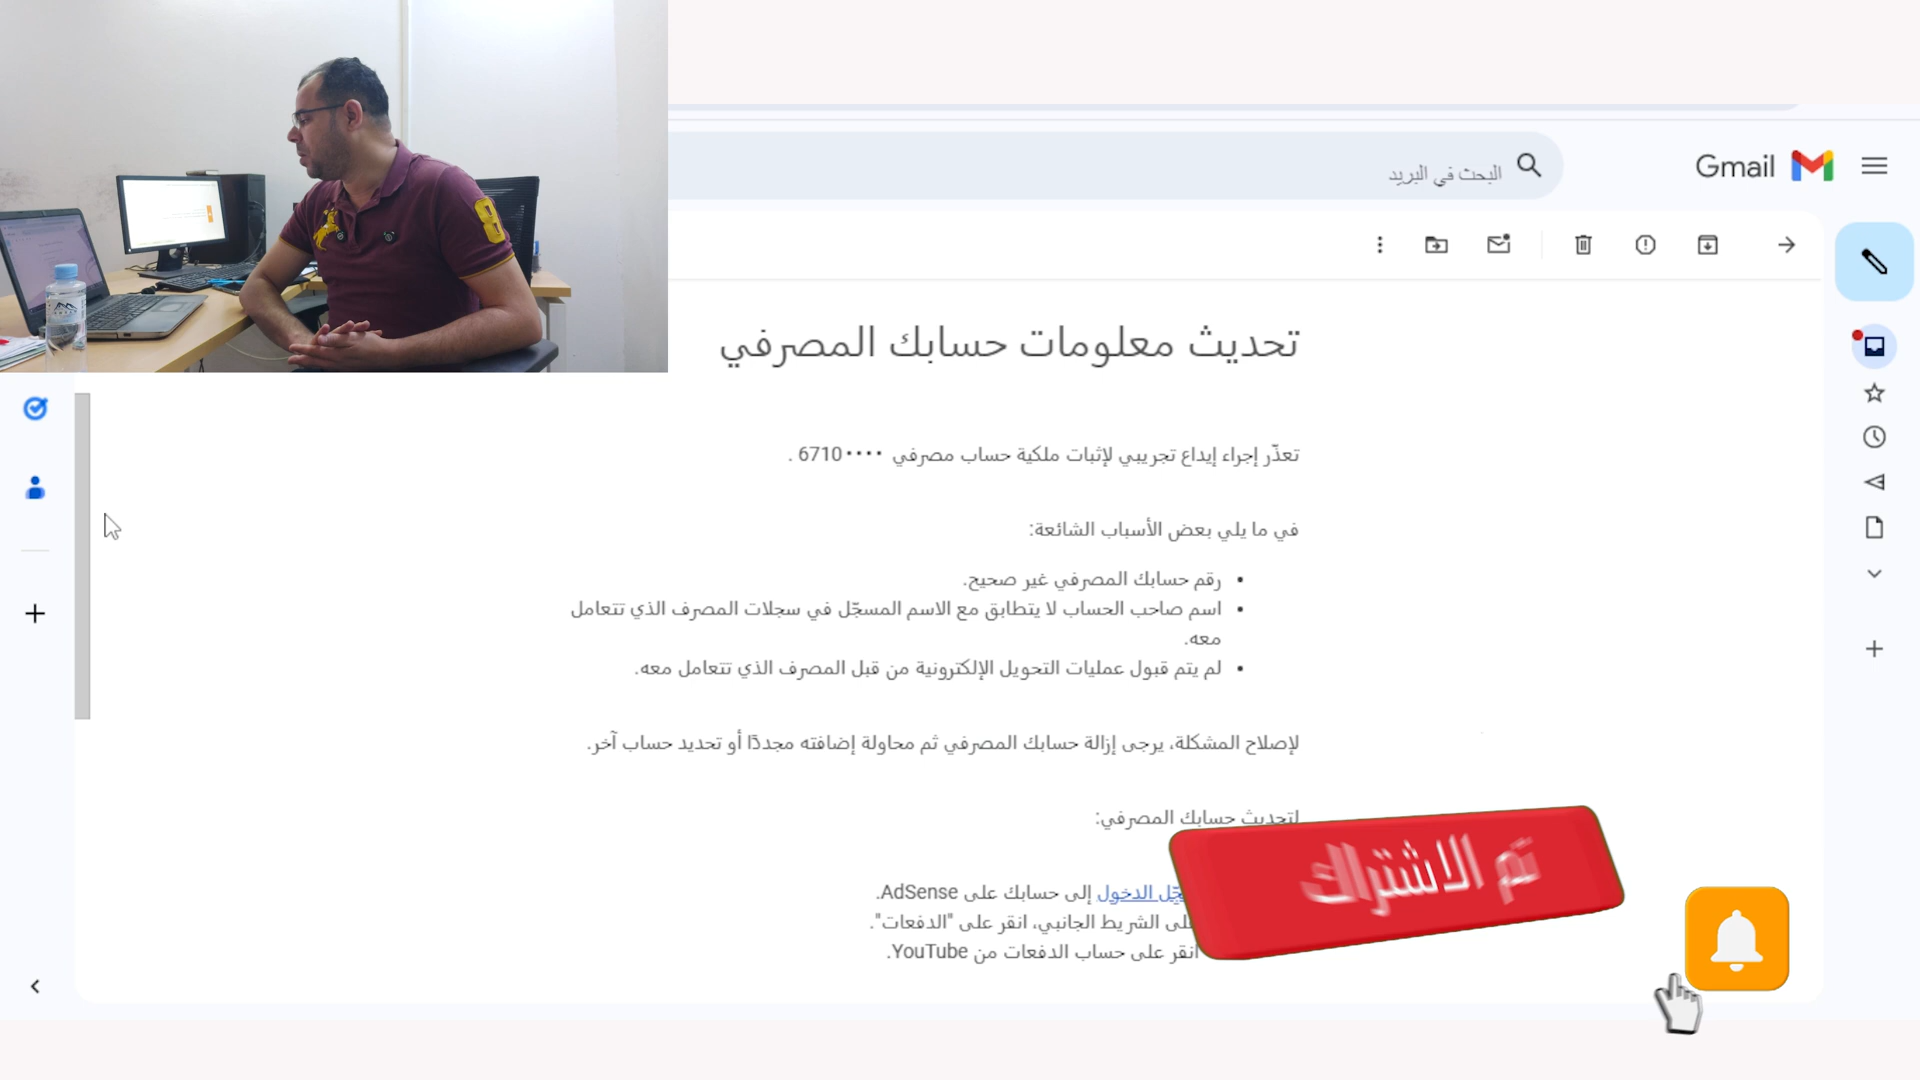 Gmail
البحث في البريد
تحديث معلومات حسابك المصرفي
تعذّر إجراء إيداع تجريبي لإثبات ملكية حساب مصرفي ‎•••• 6710 .
في ما يلي بعض الأسباب الشائعة:
• رقم حسابك المصرفي غير صحيح.
• اسم صاحب الحساب لا يتطابق مع الاسم المسجّل في سجلات المصرف الذي تتعامل
معه.
• لم يتم قبول عمليات التحويل الإلكترونية من قبل المصرف الذي تتعامل معه.
لإصلاح المشكلة، يرجى إزالة حسابك المصرفي ثم محاولة إضافته مجددًا أو تحديد حساب آخر.
لتحديث حسابك المصرفي:
الدخول إلى حسابك على AdSense.
الشريط الجانبي، انقر على "الدفعات".
انقر على حساب الدفعات من YouTube.
تم الاشتراك
8